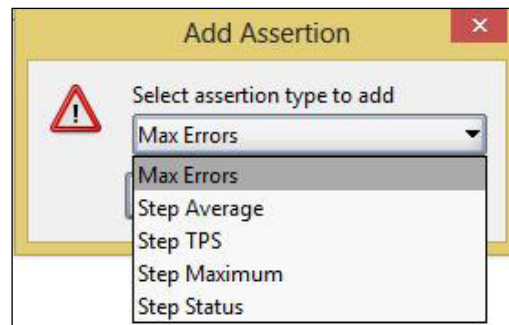 Add Assertion
Select assertion type to add
Max Errors
Max Errors
Step Average
Step TPS
Step Maximum
Step Status